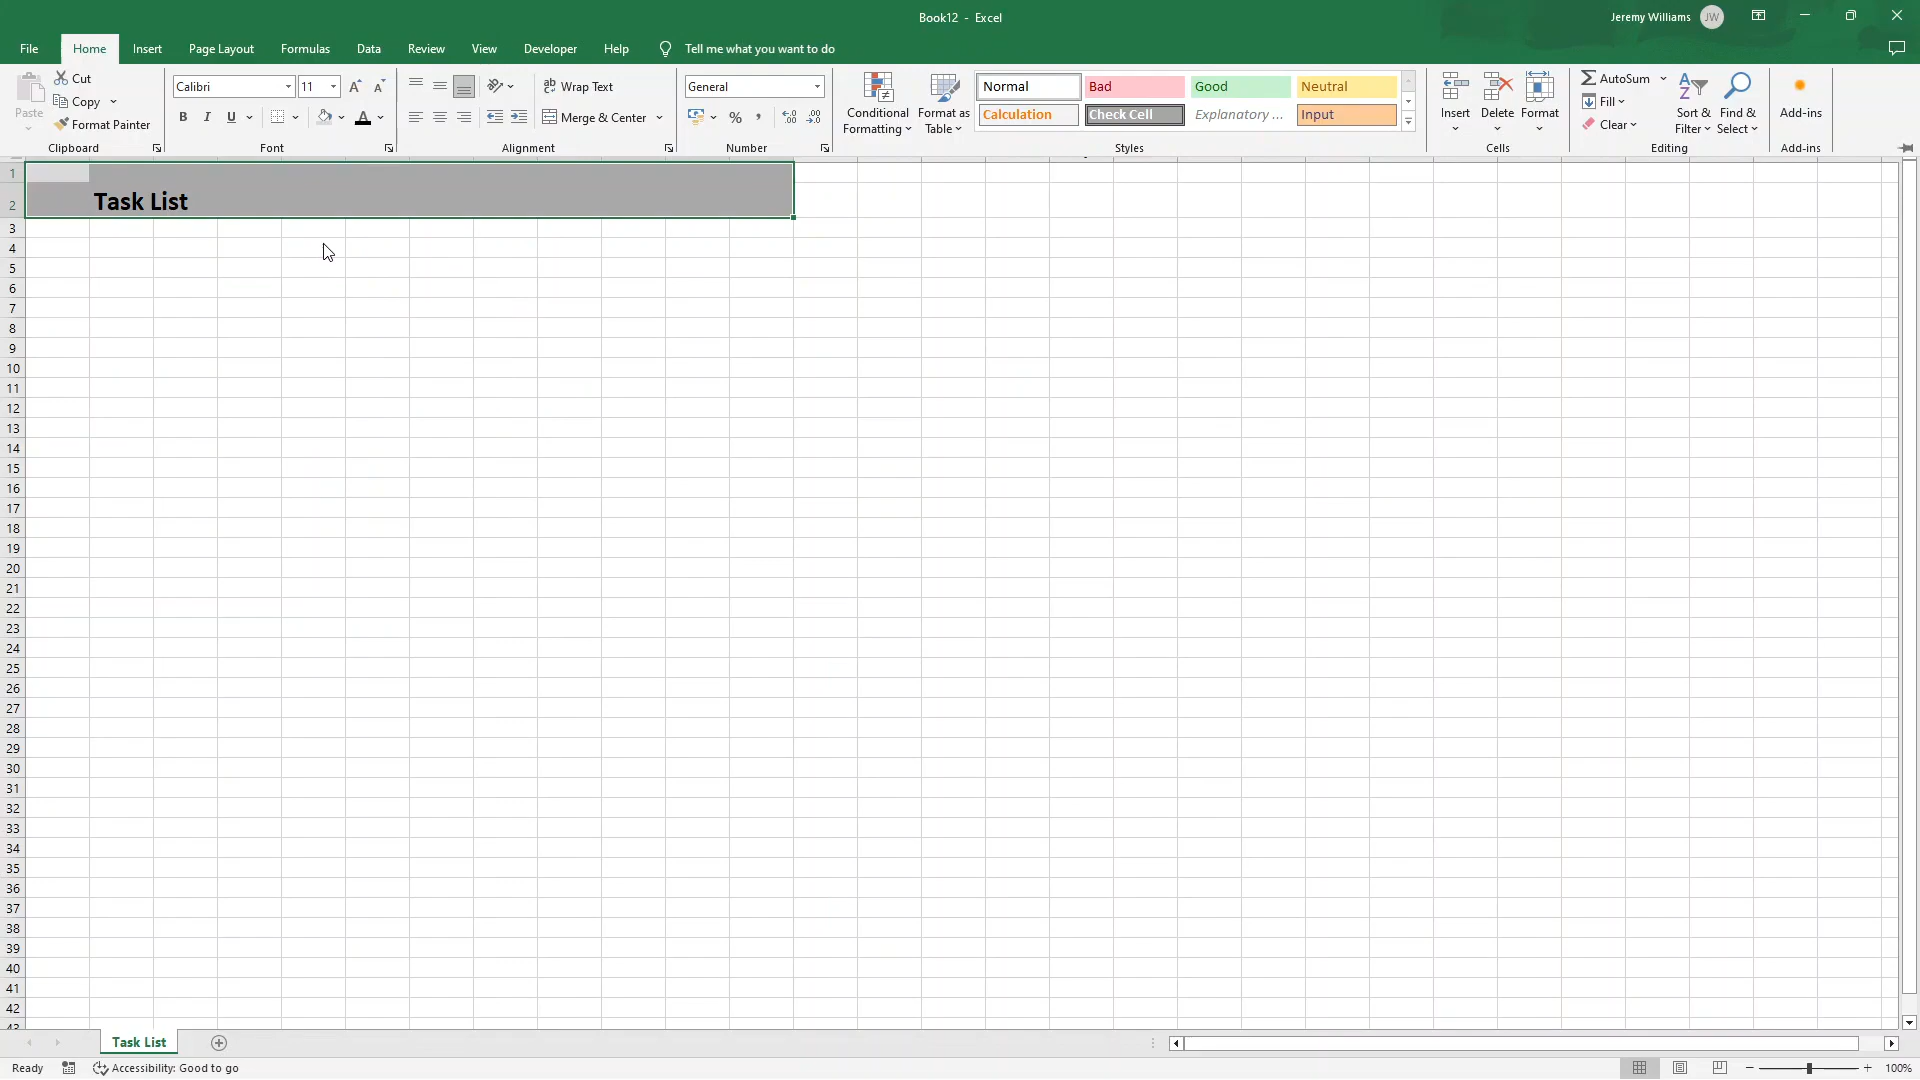 Book12 - Excel
Jeremy Williams JW
File Home Insert Page Layout Formulas Data Review View Developer Help Tell me what you want to do
Paste
Cut
Copy
Format Painter
Clipboard
Calibri 11
B I U
Font
Wrap Text
Merge & Center
Alignment
General
Number
Conditional Formatting
Format as Table
Normal Bad Good Neutral
Calculation Check Cell Explanatory ... Input
Styles
Insert Delete Format
Cells
AutoSum
Fill
Clear
Sort & Filter
Find & Select
Editing
Add-ins
Add-ins
1
2 Task List
3
4
5
6
7
8
9
10
11
12
13
14
15
16
17
18
19
20
21
22
23
24
25
26
27
28
29
30
31
32
33
34
35
36
37
38
39
40
41
42
43
Task List
Ready Accessibility: Good to go 100%